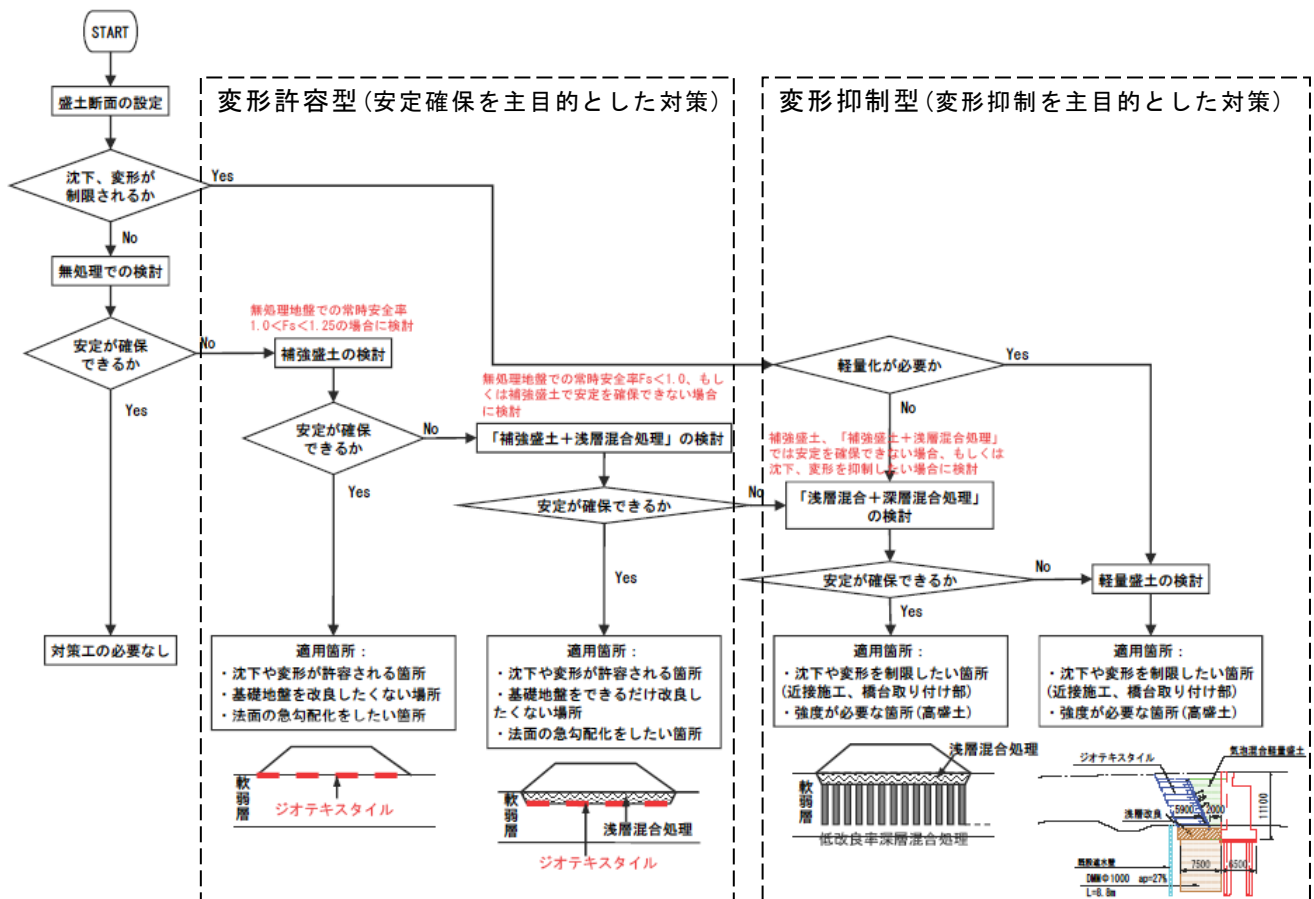 START
盛土断面の設定
沈下、変形が
制限されるか
Yes
No
無処理での検討
安定が確保
できるか
No
Yes
対策工の必要なし
変形許容型(安定確保を主目的とした対策)
無処理地盤での常時安全率
1.0<Fs<1.25の場合に検討
補強盛土の検討
安定が確保
できるか
No
Yes
無処理地盤での常時安全率Fs<1.0、もし
くは補強盛土で安定を確保できない場合
に検討
「補強盛土+浅層混合処理」の検討
安定が確保できるか
No
Yes
適用箇所:
・沈下や変形が許容される箇所
・基礎地盤を改良したくない場所
・法面の急勾配化をしたい箇所
適用箇所:
・沈下や変形が許容される箇所
・基礎地盤をできるだけ改良し
たくない場所
・法面の急勾配化をしたい箇所
軟弱層
ジオテキスタイル
軟弱層
浅層混合処理
ジオテキスタイル
変形抑制型(変形抑制を主目的とした対策)
軽量化が必要か
Yes
No
補強盛土、「補強盛土+浅層混合処理」
では安定を確保できない場合、もしくは
沈下、変形を抑制したい場合に検討
「浅層混合+深層混合処理」
の検討
安定が確保できるか
No
Yes
軽量盛土の検討
適用箇所:
・沈下や変形を制限したい箇所
(近接施工、橋台取り付け部)
・強度が必要な箇所(高盛土)
適用箇所:
・沈下や変形を制限したい箇所
(近接施工、橋台取り付け部)
・強度が必要な箇所(高盛土)
浅層混合処理
軟弱層
低改良率深層混合処理
気泡混合軽量盛土
ジオテキスタイル
5900
2000
11100
浅層改良
7500
6500
既設遮水壁
DMMΦ1000 ap=27%
L=8.8m